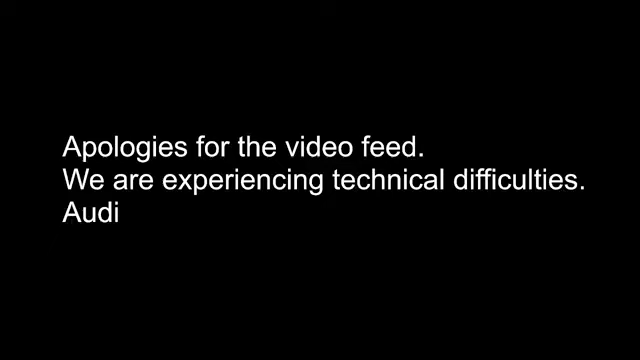 Apologies for the video feed.
We are experiencing technical difficulties.
Audi